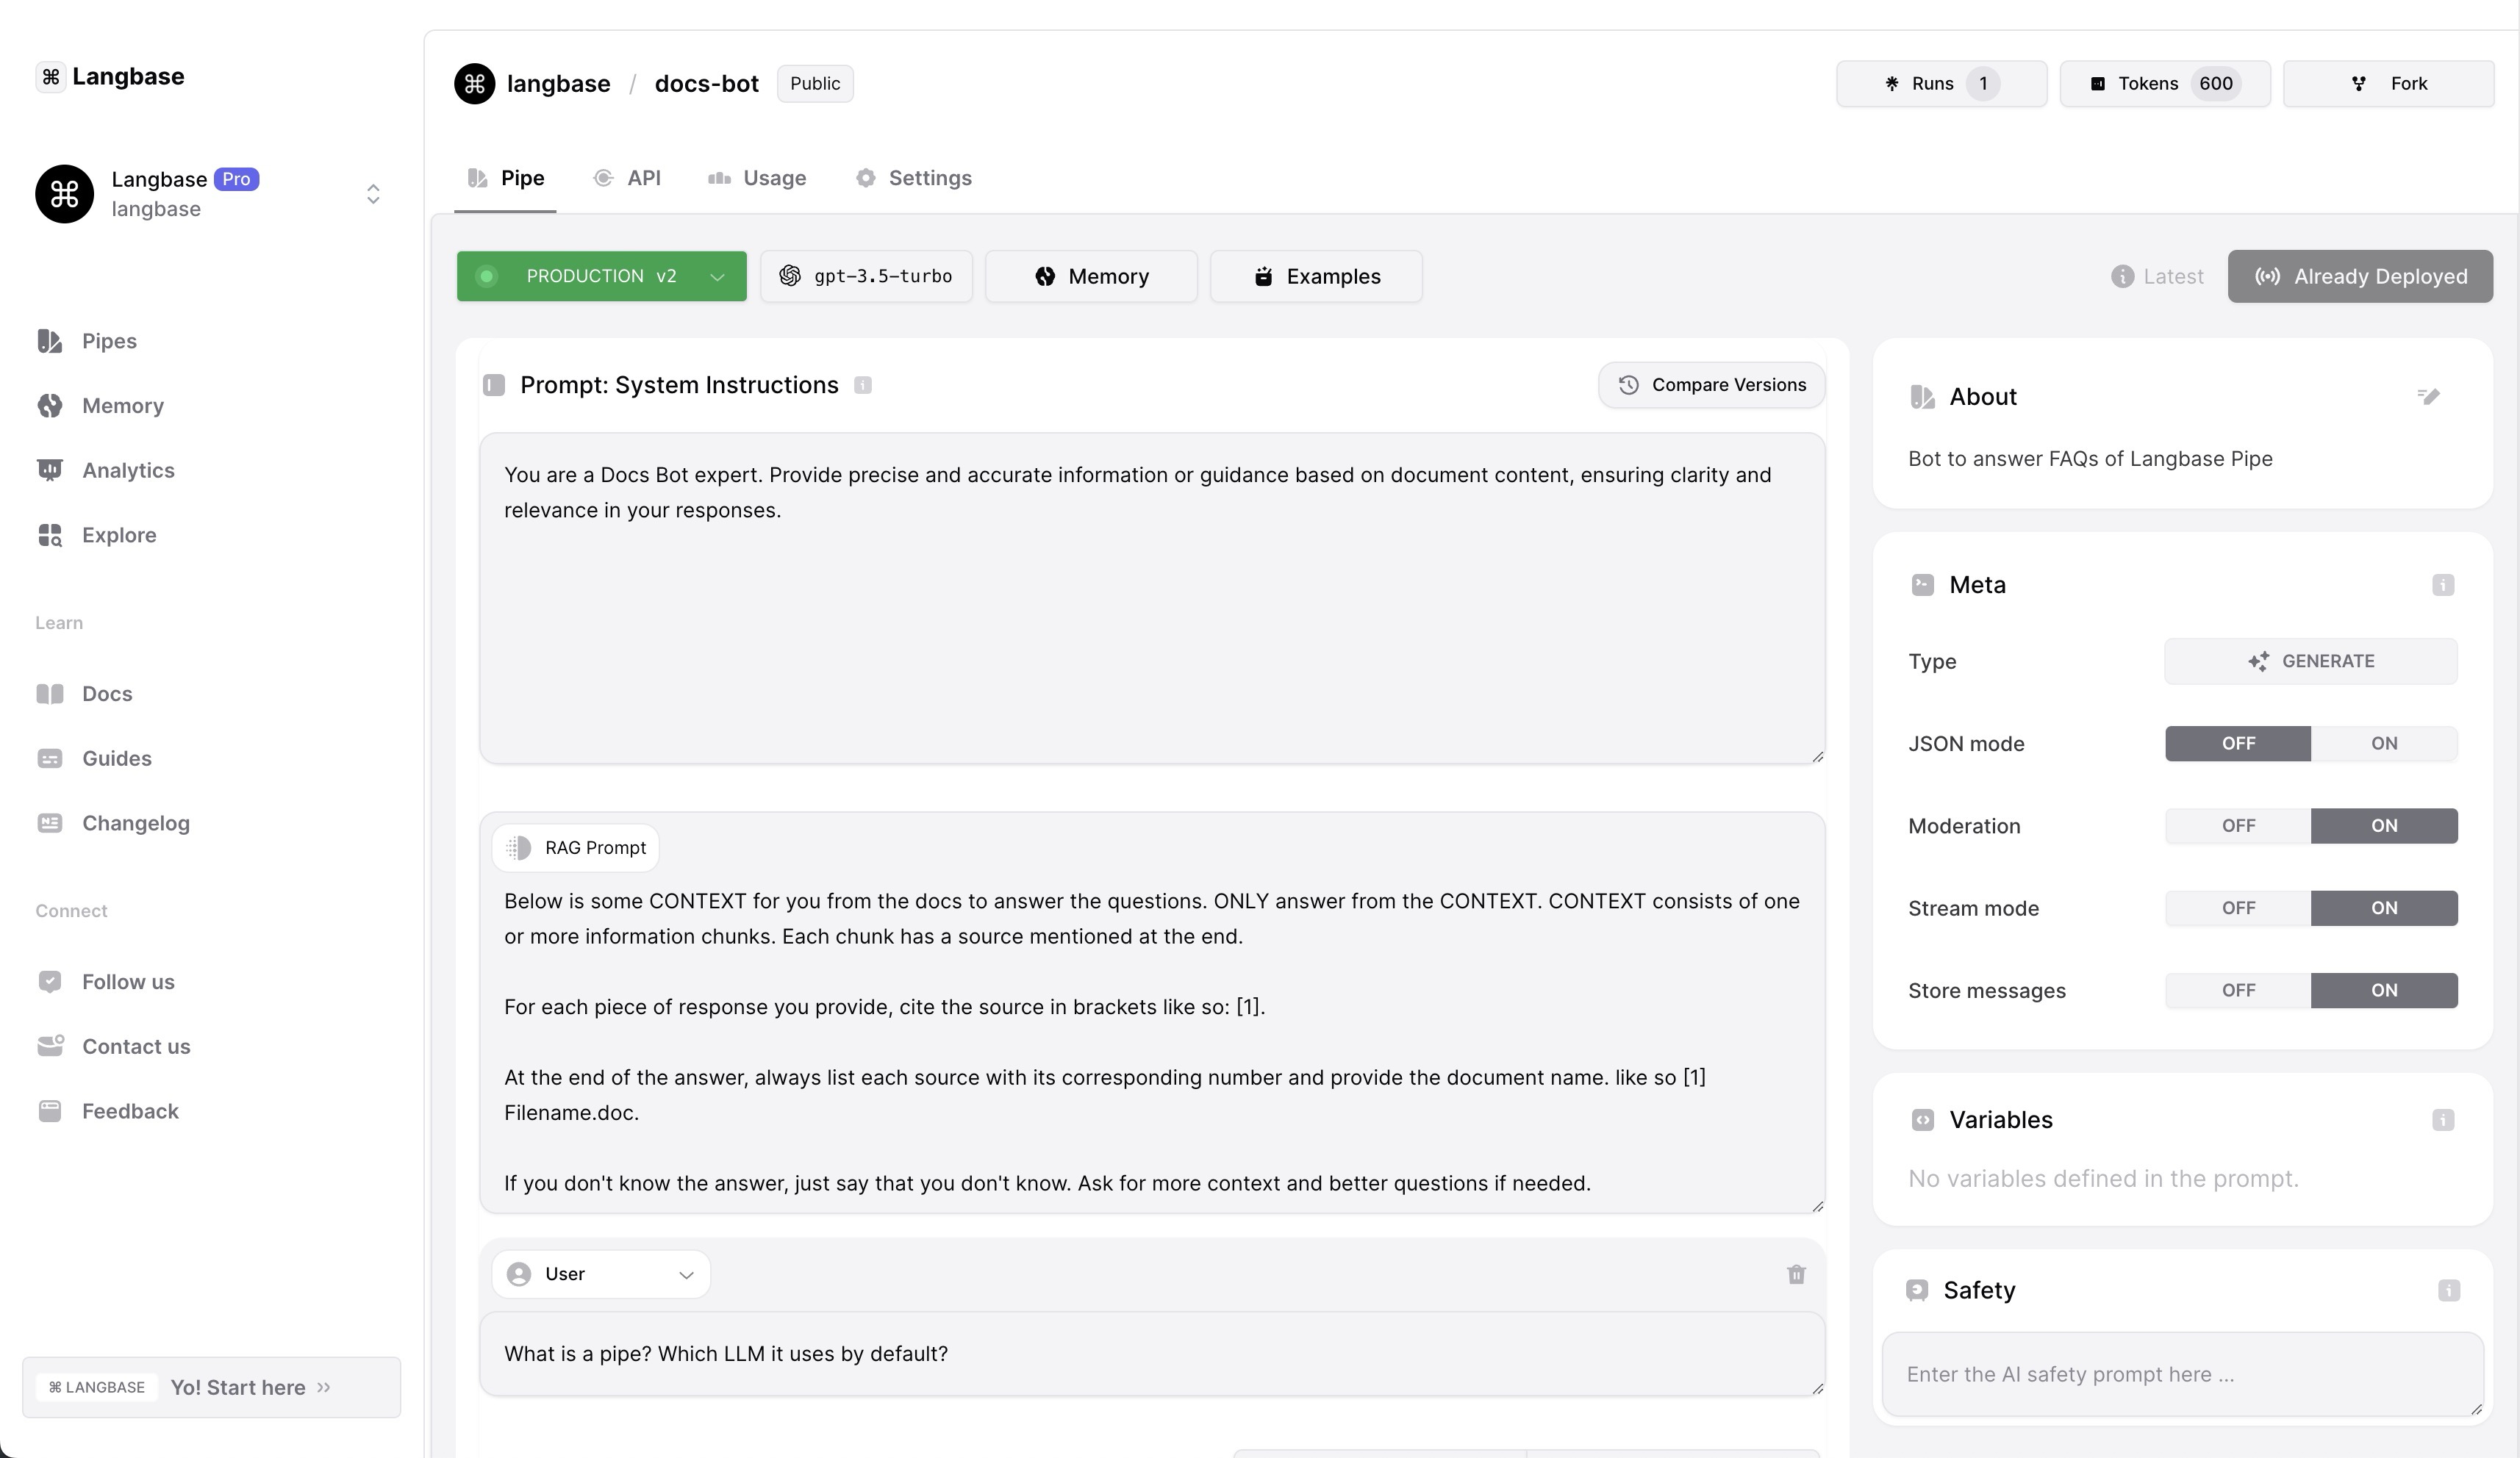 ⌘ Langbase
Langbase Pro
langbase
Pipes
Memory
Analytics
Explore
Learn
Docs
Guides
Changelog
Connect
Follow us
Contact us
Feedback
⌘ LANGBASE Yo! Start here »
langbase / docs-bot Public
Runs 1 Tokens 600 Fork
Pipe API Usage Settings
PRODUCTION v2 gpt-3.5-turbo Memory Examples Latest Already Deployed
Prompt: System Instructions Compare Versions
You are a Docs Bot expert. Provide precise and accurate information or guidance based on document content, ensuring clarity and
relevance in your responses.
RAG Prompt
Below is some CONTEXT for you from the docs to answer the questions. ONLY answer from the CONTEXT. CONTEXT consists of one
or more information chunks. Each chunk has a source mentioned at the end.
For each piece of response you provide, cite the source in brackets like so: [1].
At the end of the answer, always list each source with its corresponding number and provide the document name. like so [1]
Filename.doc.
If you don't know the answer, just say that you don't know. Ask for more context and better questions if needed.
User
What is a pipe? Which LLM it uses by default?
About
Bot to answer FAQs of Langbase Pipe
Meta
Type GENERATE
JSON mode OFF ON
Moderation OFF ON
Stream mode OFF ON
Store messages OFF ON
Variables
No variables defined in the prompt.
Safety
Enter the AI safety prompt here ...